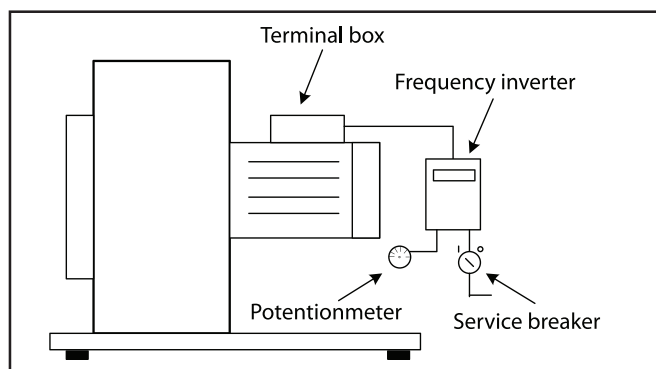 Terminal box
Frequency inverter
I O
Potentionmeter
Service breaker